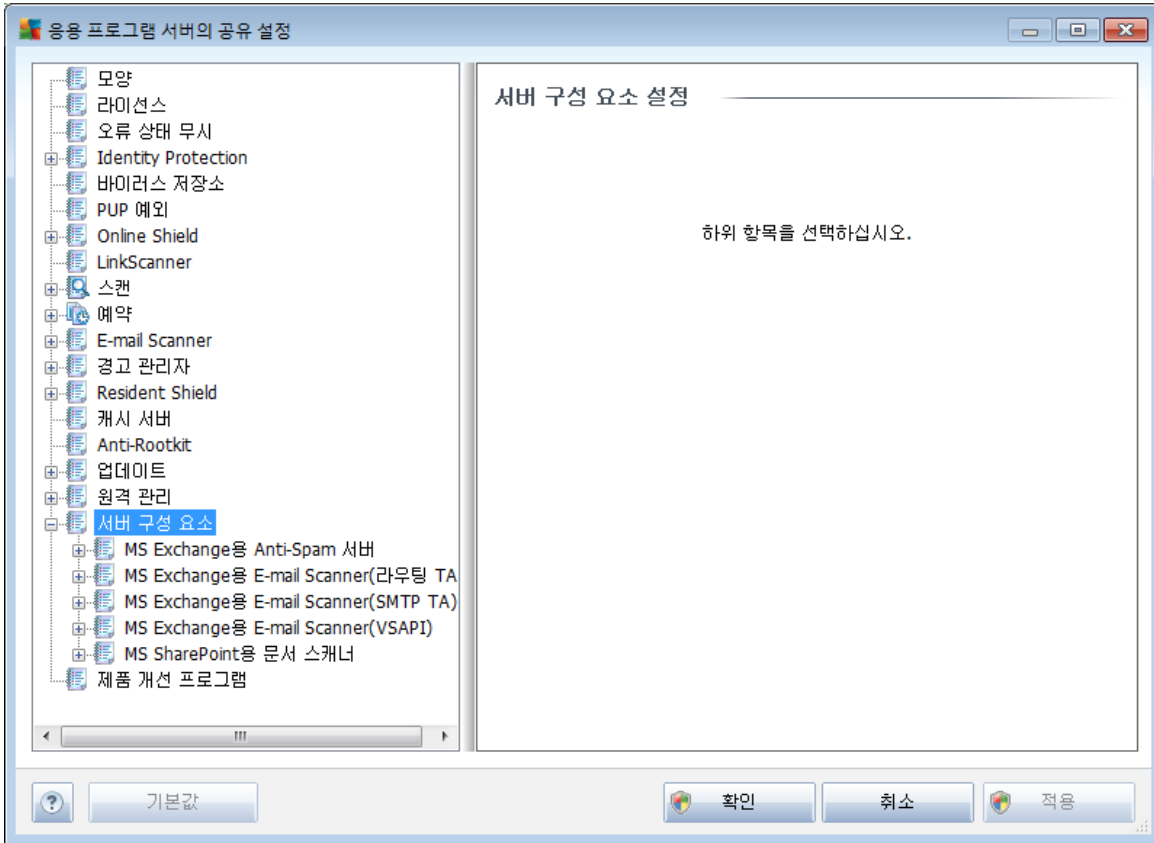 응용 프로그램 서버의 공유 설정
모양
라이선스
오류 상태 무시
Identity Protection
바이러스 저장소
PUP 예외
Online Shield
LinkScanner
스캔
예약
E-mail Scanner
경고 관리자
Resident Shield
캐시 서버
Anti-Rootkit
업데이트
원격 관리
서버 구성 요소
MS Exchange용 Anti-Spam 서버
MS Exchange용 E-mail Scanner(라우팅 TA
MS Exchange용 E-mail Scanner(SMTP TA)
MS Exchange용 E-mail Scanner(VSAPI)
MS SharePoint용 문서 스캐너
제품 개선 프로그램
서버 구성 요소 설정
하위 항목을 선택하십시오.
기본값
확인
취소
적용